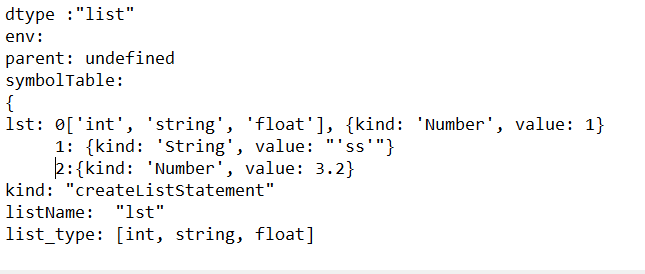 dtype :"list"
env:
parent: undefined
symbolTable:
{
lst: 0['int', 'string', 'float'], {kind: 'Number', value: 1}
1: {kind: 'String', value: "'ss'"}
2:{kind: 'Number', value: 3.2}
kind: "createListStatement"
listName:  "lst"
list_type: [int, string, float]